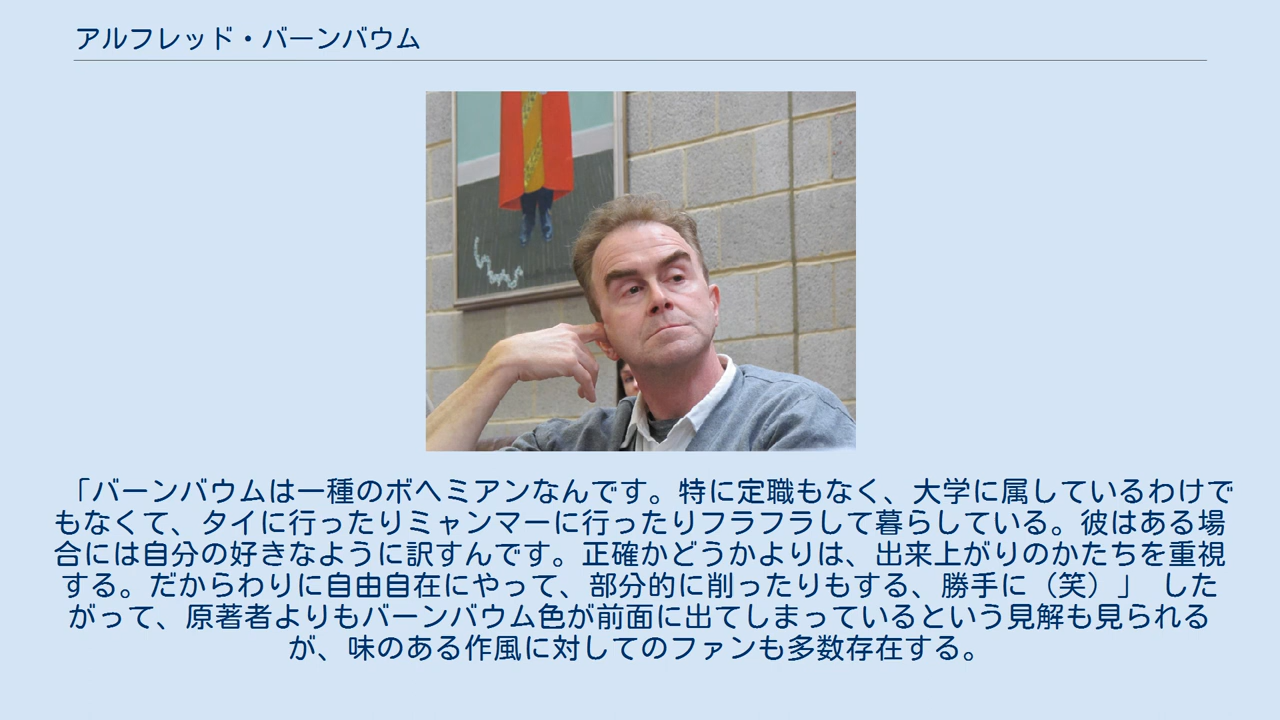 アルフレッド・バーンバウム
「バーンバウムは一種のボヘミアンなんです。特に定職もなく、大学に属しているわけで
もなくて、タイに行ったりミャンマーに行ったりフラフラして暮らしている。彼はある場
合には自分の好きなように訳すんです。正確かどうかよりは、出来上がりのかたちを重視
する。だからわりに自由自在にやって、部分的に削ったりもする、勝手に（笑）」 した
がって、原著者よりもバーンバウム色が前面に出てしまっているという見解も見られる
が、味のある作風に対してのファンも多数存在する。